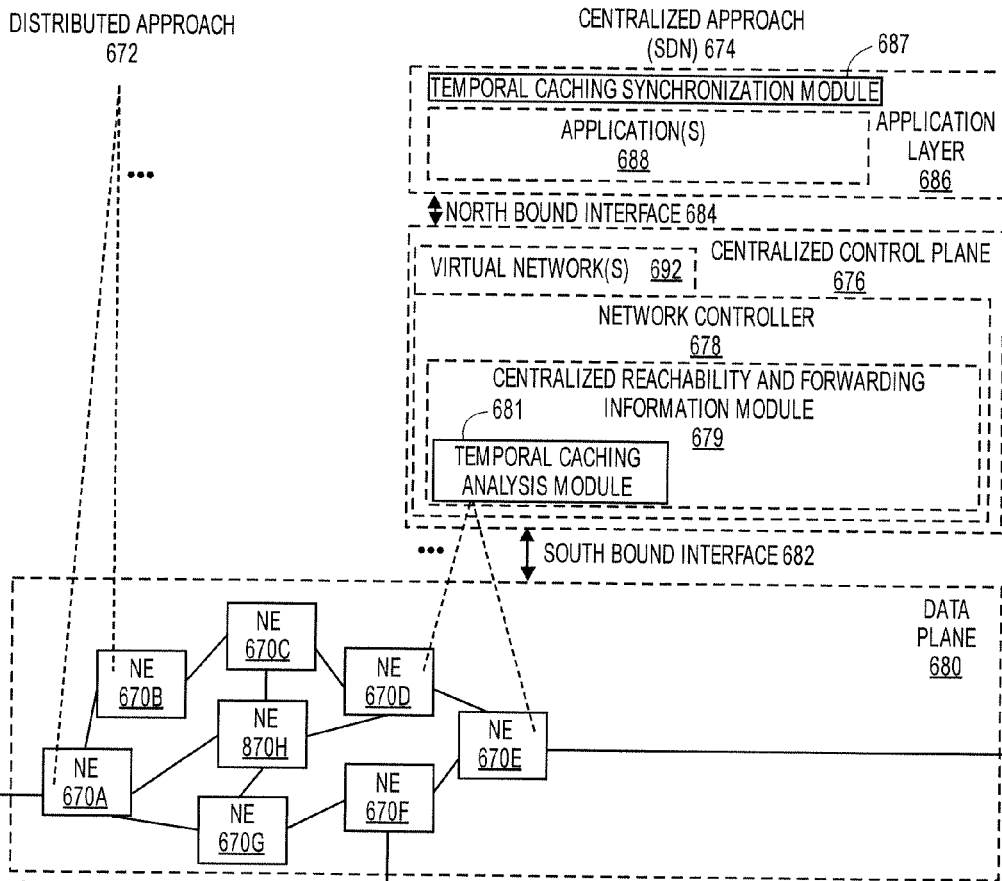 DISTRIBUTED APPROACH
672
•••
CENTRALIZED APPROACH
(SDN) 674
687
TEMPORAL CACHING SYNCHRONIZATION MODULE
APPLICATION(S)
688
APPLICATION
LAYER
686
NORTH BOUND INTERFACE 684
VIRTUAL NETWORK(S) 692
CENTRALIZED CONTROL PLANE
676
NETWORK CONTROLLER
678
CENTRALIZED REACHABILITY AND FORWARDING
INFORMATION MODULE
679
681
TEMPORAL CACHING
ANALYSIS MODULE
•••
SOUTH BOUND INTERFACE 682
DATA
PLANE
680
NE
670C
NE
670B
NE
670D
NE
870H
NE
670E
NE
670A
NE
670F
NE
670G